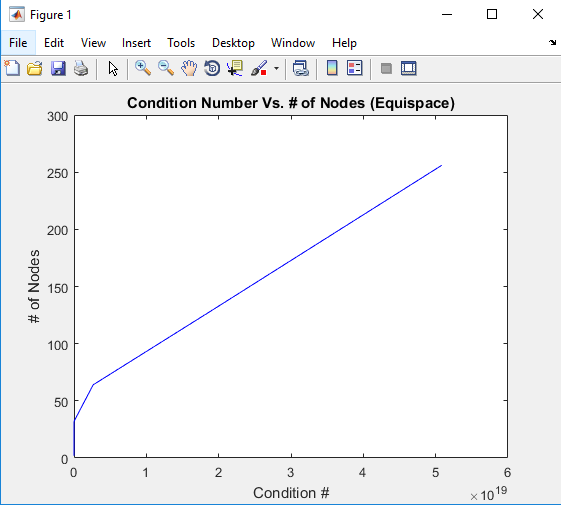 Figure 1
File Edit View Insert Tools Desktop Window Help
Condition Number Vs. # of Nodes (Equispace)
300
250
200
150
100
50
0
# of Nodes
0 1 2 3 4 5 6
Condition #
×10^19